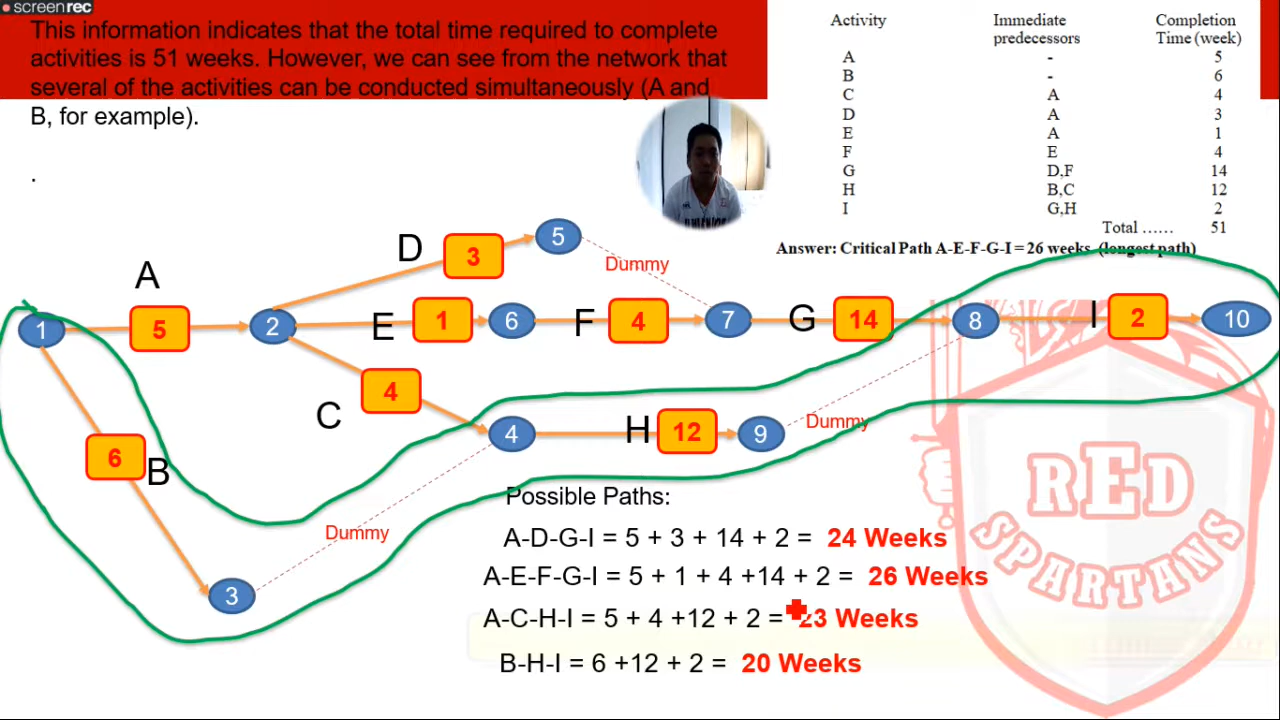 screenrec
This information indicates that the total time required to complete
activities is 51 weeks. However, we can see from the network that
several of the activities can be conducted simultaneously (A and
B, for example).
.
Activity Immediate predecessors Completion Time (week)
A - 5
B - 6
C A 4
D A 3
E A 1
F E 4
G D,F 14
H B,C 12
I G,H 2
Total ...... 51
Answer: Critical Path A-E-F-G-I = 26 weeks (longest path)
D 3 5
Dummy
A
1 5 2 E 1 6 F 4 7 G 14 8 I 2 10
4
C
4 H 12 9 Dummy
6 B
Dummy
3
Possible Paths:
A-D-G-I = 5 + 3 + 14 + 2 = 24 Weeks
A-E-F-G-I = 5 + 1 + 4 +14 + 2 = 26 Weeks
A-C-H-I = 5 + 4 +12 + 2 = 23 Weeks
B-H-I = 6 +12 + 2 = 20 Weeks
RED
SPARTANS